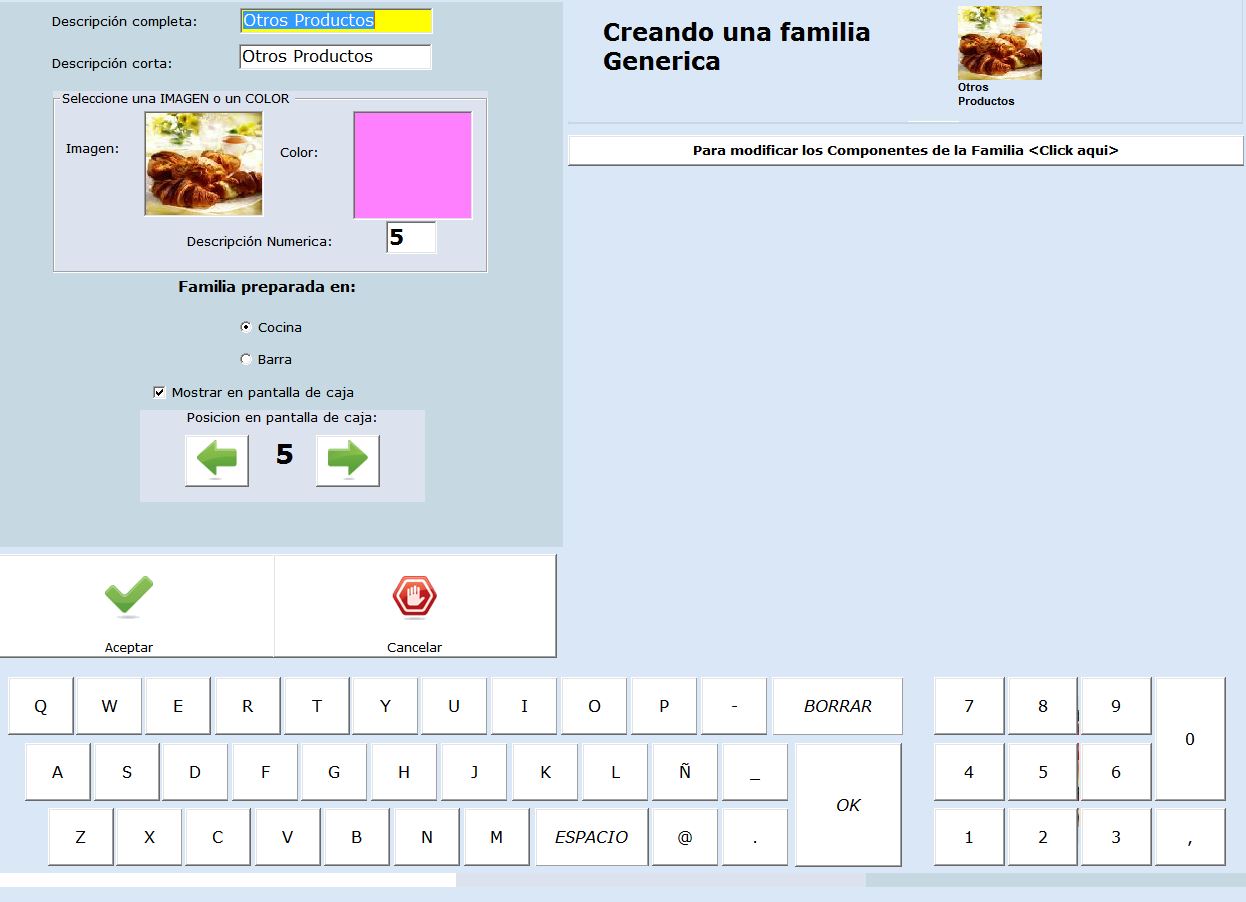 Descripción completa:
Otros Productos
Descripción corta:
Otros Productos
Seleccione una IMAGEN o un COLOR
Imagen:
Color:
Descripción Numerica:
5
Familia preparada en:
Cocina
Barra
Mostrar en pantalla de caja
Posicion en pantalla de caja:
5
Creando una familia
Generica
Otros
Productos
Para modificar los Componentes de la Familia <Click aqui>
Aceptar
Cancelar
Q W E R T Y U I O P - BORRAR
A S D F G H J K L Ñ _
OK
Z X C V B N M ESPACIO @ .
7 8 9
0
4 5 6
1 2 3 ,